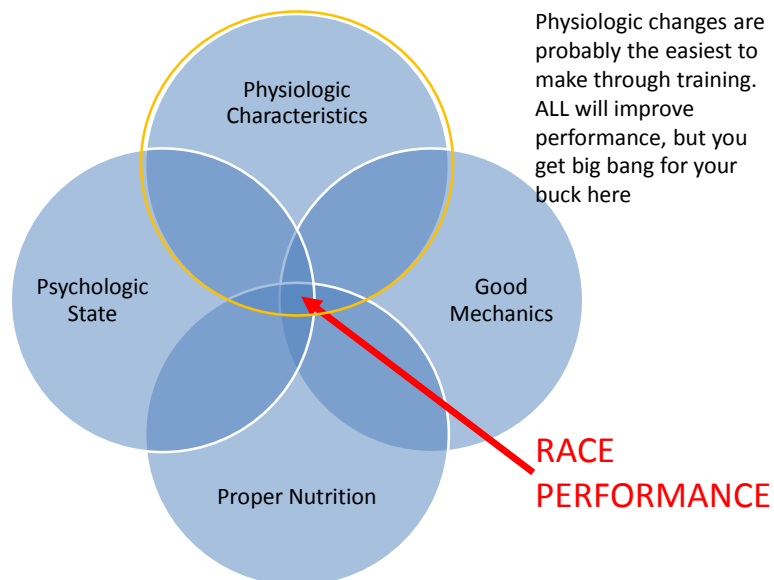 Physiologic changes are
probably the easiest to
make through training.
ALL will improve
performance, but you
get big bang for your
buck here
Physiologic
Characteristics
Psychologic
State
Good
Mechanics
Proper Nutrition
RACE
PERFORMANCE